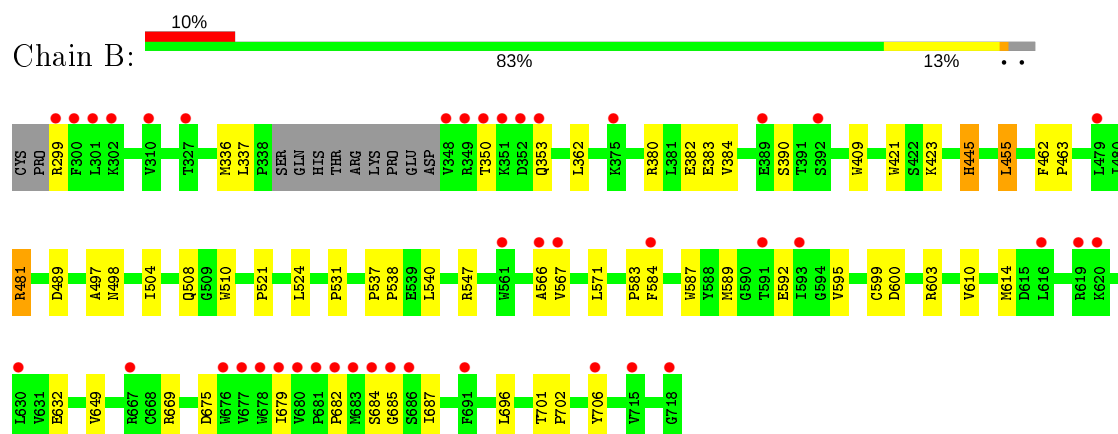 10%
Chain B:
83% 13% • •
CYS PRO R299 F300 L301 K302 V310 T327 M336 L337 P338 SER GLN HIS THR ARG LYS PRO GLU ASP V348 R349 T350 K351 D352 Q353 L362 K375 R380 L381 E382 E383 V384 E389 S390 T391 S392 W409 W421 S422 K423 H445 L455 F462 P463 L479 I480
R481 D489 A497 N498 I504 Q508 G509 W510 P521 L524 P531 P537 P538 E539 L540 R547 W561 A566 V567 L571 P583 F584 W587 Y588 M589 G590 T591 E592 I593 G594 V595 C599 D600 R603 V610 M614 D615 L616 R619 K620
L630 V631 E632 V649 R667 C668 R669 D675 W676 V677 W678 I679 V680 P681 P682 M683 S684 G685 S686 I687 F691 L696 T701 P702 Y706 V715 G718